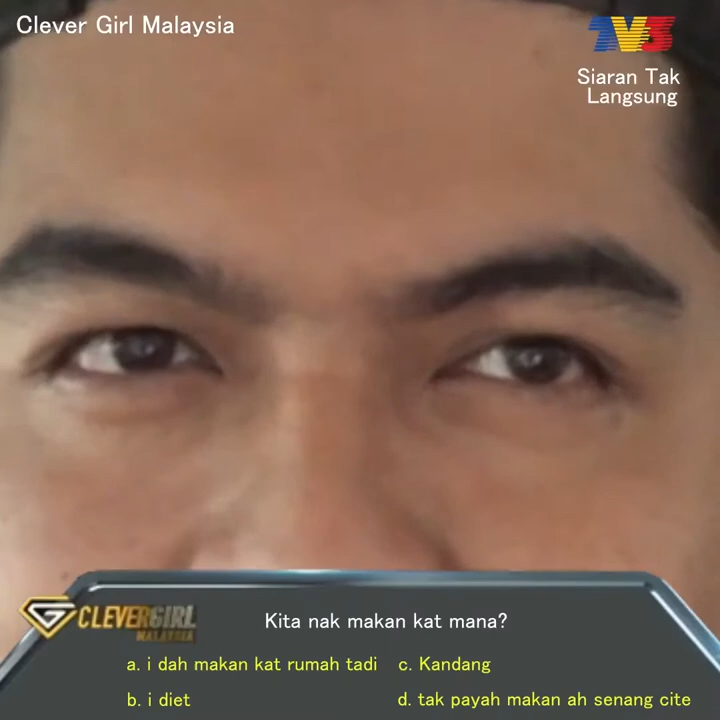 Clever Girl Malaysia
TV3
Siaran Tak
Langsung
CLEVERGIRL
MALAYSIA
Kita nak makan kat mana?
a. i dah makan kat rumah tadi
c. Kandang
b. i diet
d. tak payah makan ah senang cite